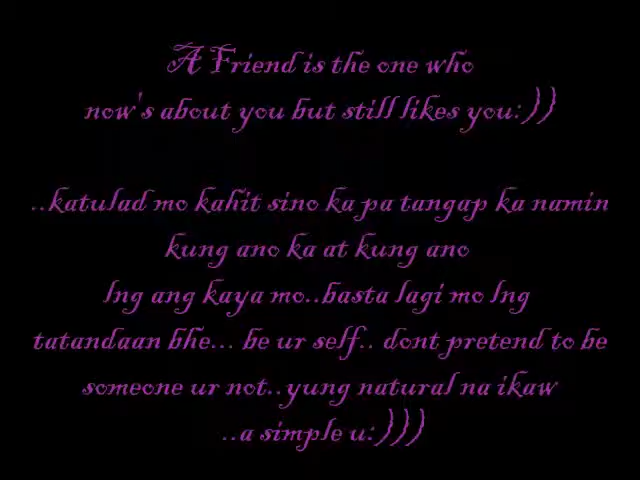 A Friend is the one who
now's about you but still likes you:))
..katulad mo kahit sino ka pa tangap ka namin
kung ano ka at kung ano
lng ang kaya mo..basta lagi mo lng
tatandaan bhe... be ur self.. dont pretend to be
someone ur not..yung natural na ikaw
..a simple u:)))